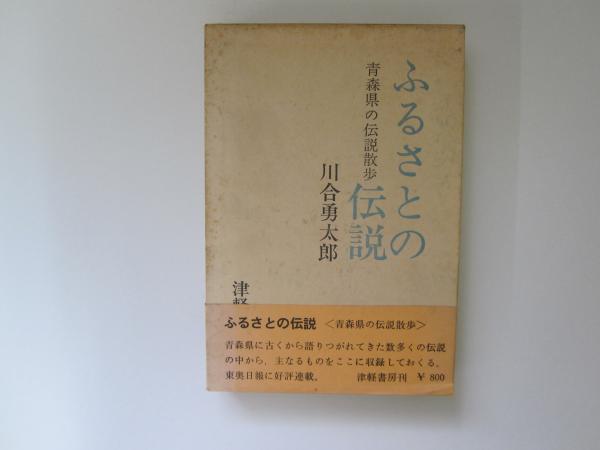 ふるさとの
伝説
青森県の伝説散歩
川合勇太郎
津軽
ふるさとの伝説 <青森県の伝説散歩>
青森県に古くから語りつがれてきた数多くの伝説
の中から、主なるものをここに収録しておくる。
東奥日報に好評連載。 津軽書房刊 ¥ 800